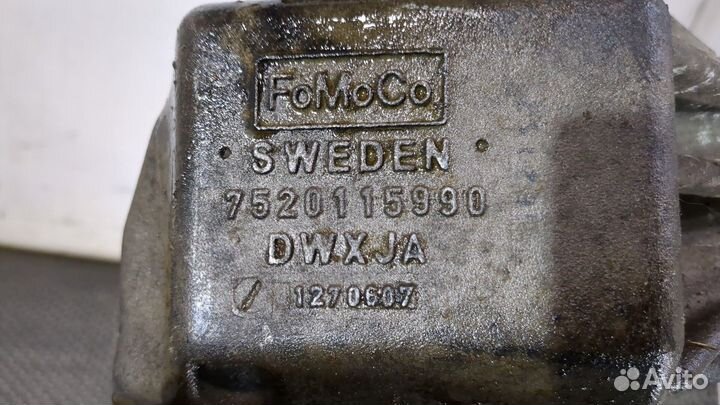 FoMoCo
SWEDEN
7520115990
DWXJA
1270607
Avito